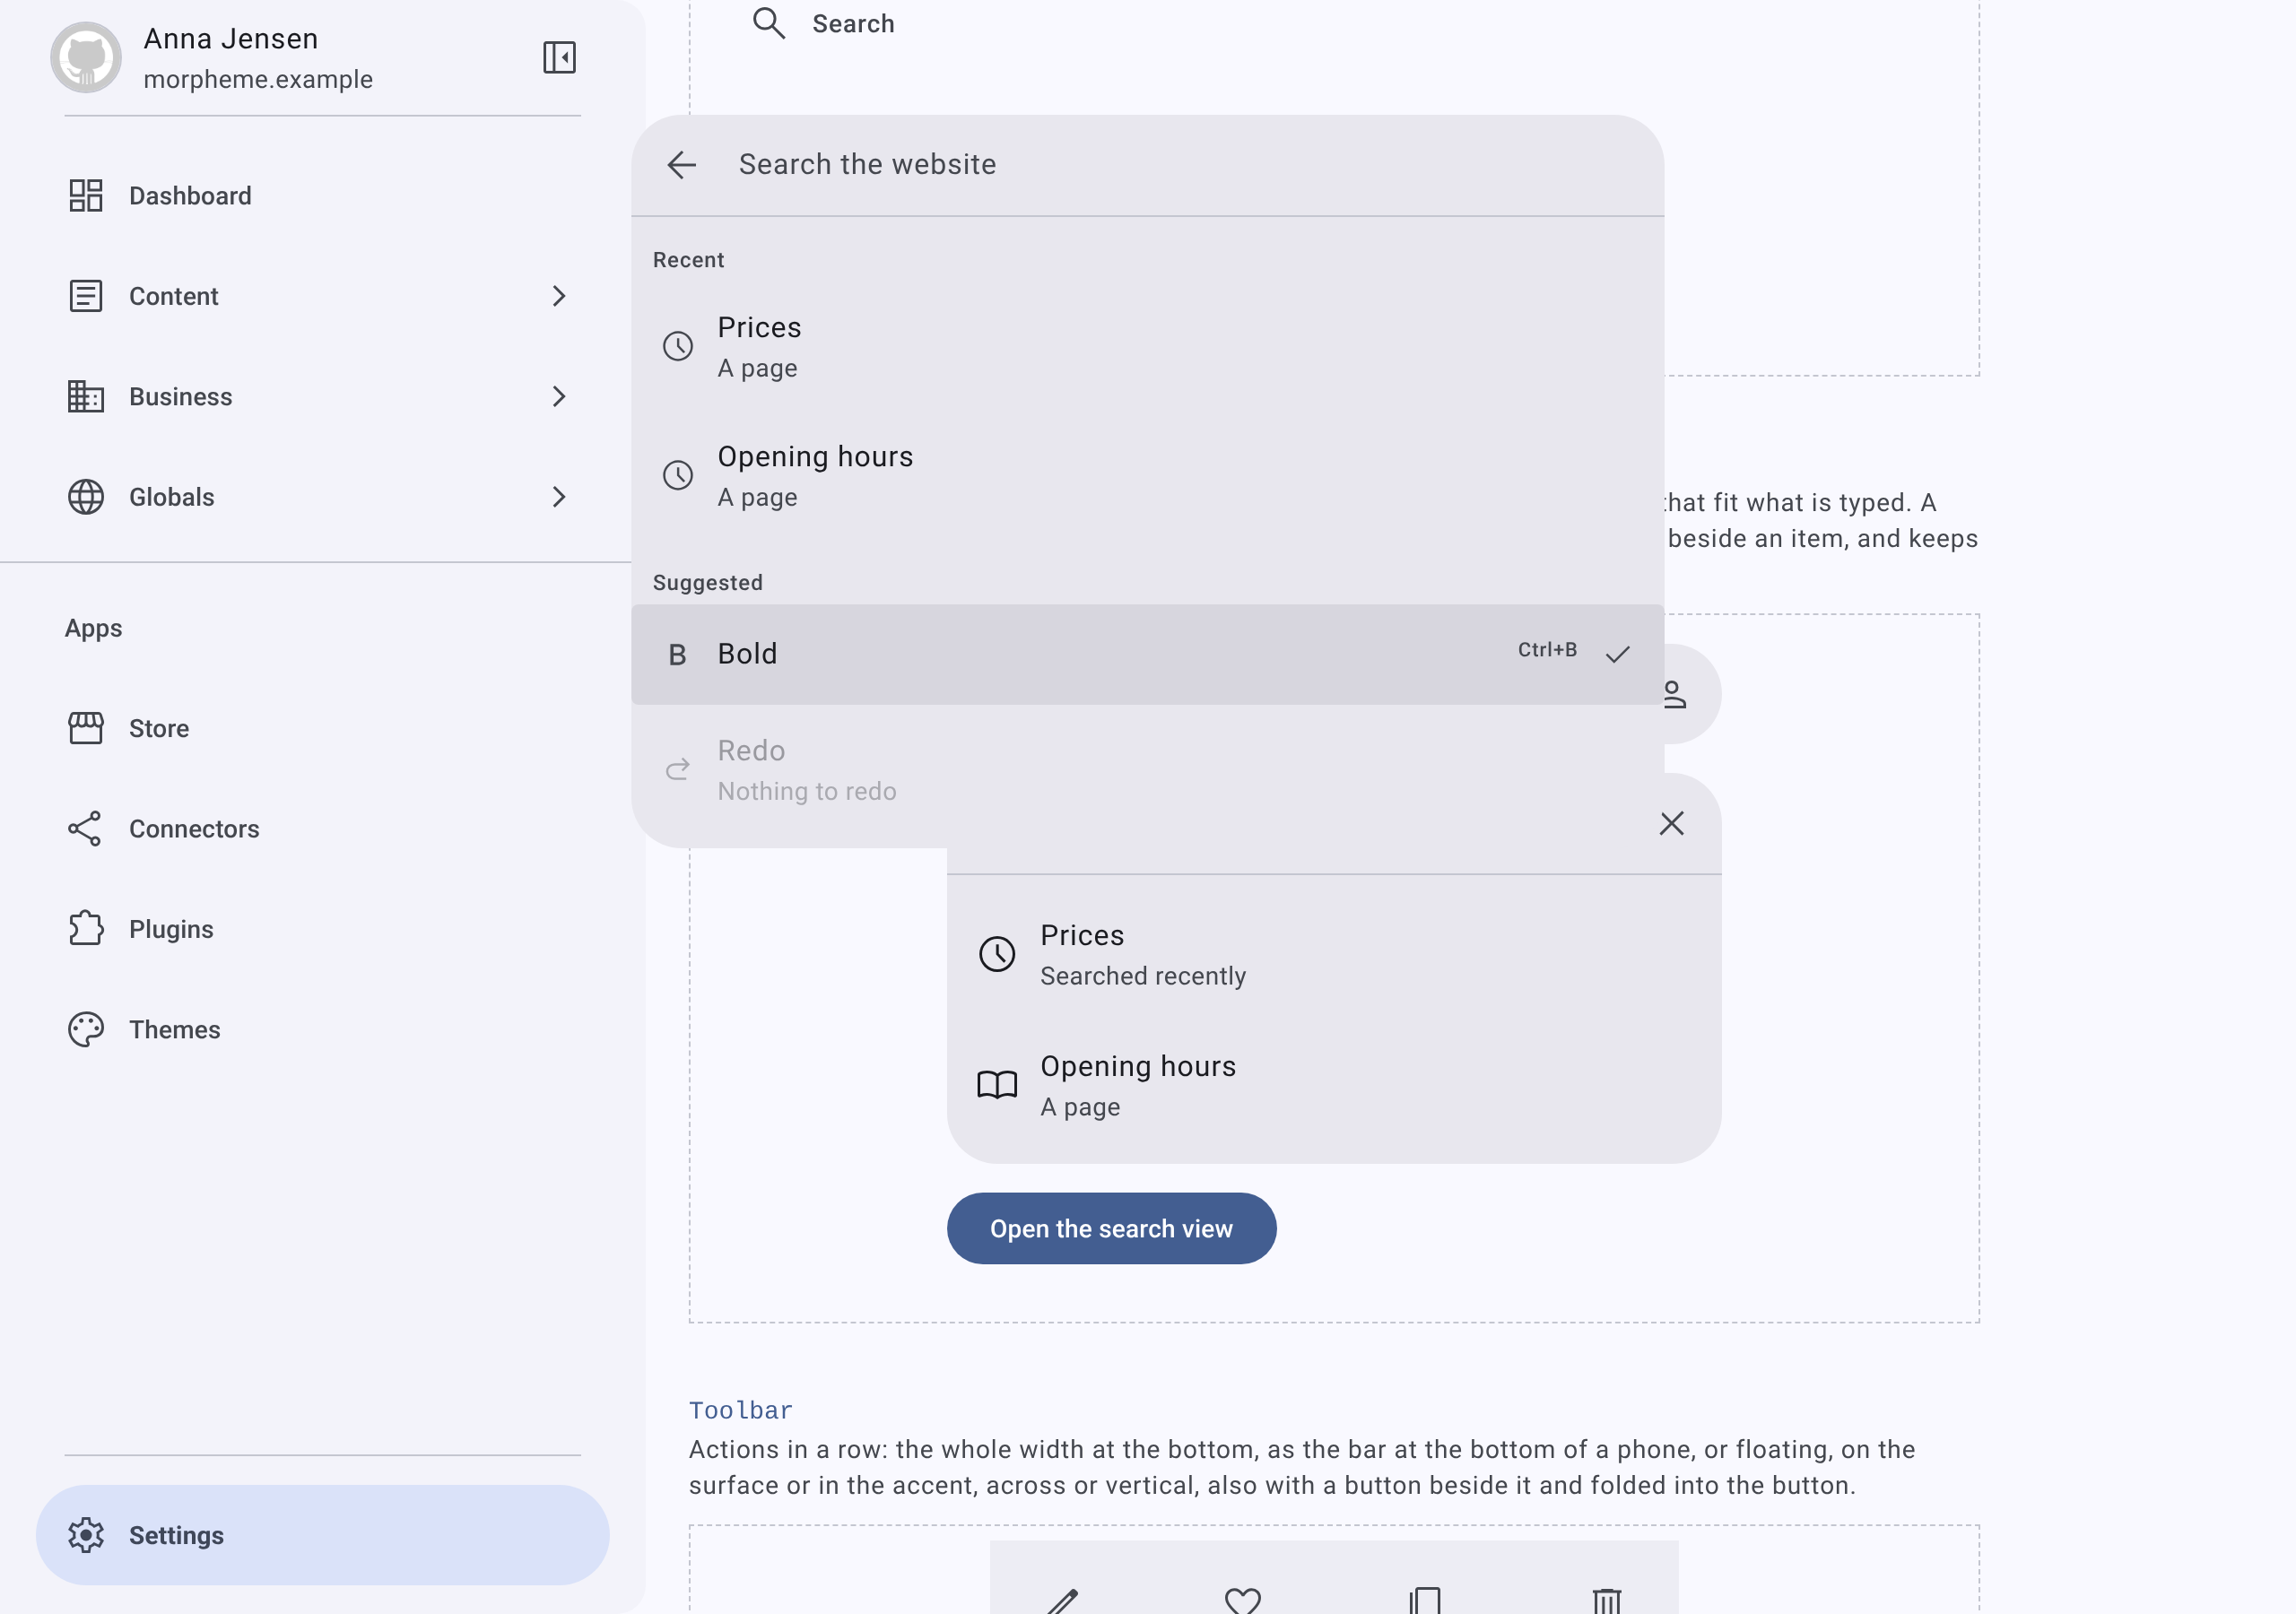 Anna Jensen
morpheme.example
Dashboard
Content
Business
Globals
Apps
Store
Connectors
Plugins
Themes
Settings
Search
Search the website
Recent
Prices
A page
Opening hours
A page
Suggested
B Bold Ctrl+B
Redo
Nothing to redo
that fit what is typed. A
beside an item, and keeps
Prices
Searched recently
Opening hours
A page
Open the search view
Toolbar
Actions in a row: the whole width at the bottom, as the bar at the bottom of a phone, or floating, on the
surface or in the accent, across or vertical, also with a button beside it and folded into the button.